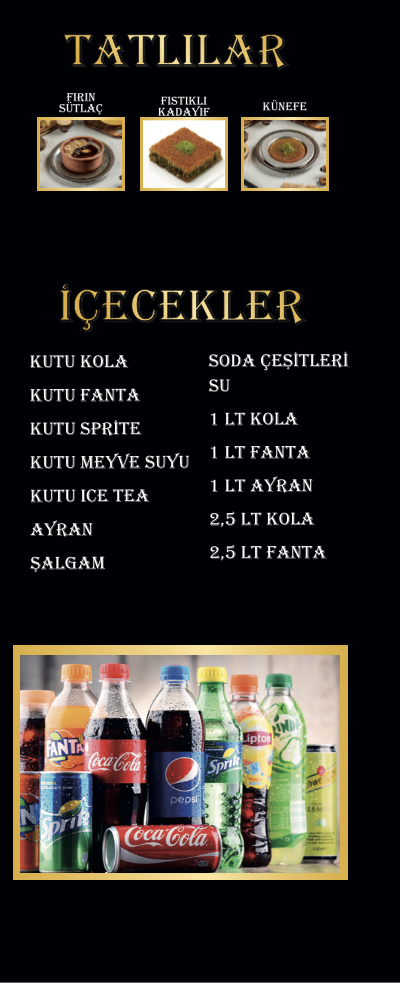 TATLILAR
FIRIN
SÜTLAÇ
FISTIKLI
KADAYIF
KÜNEFE
İÇECEKLER
KUTU KOLA
KUTU FANTA
KUTU SPRİTE
KUTU MEYVE SUYU
KUTU ICE TEA
AYRAN
ŞALGAM
SODA ÇEŞİTLERİ
SU
1 LT KOLA
1 LT FANTA
1 LT AYRAN
2,5 LT KOLA
2,5 LT FANTA
FANTA
Coca-Cola
pepsi
Sprite
Lipton
Sprite
Coca-Cola